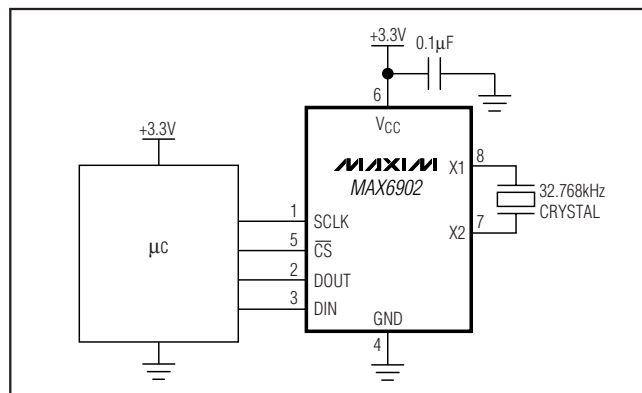 +3.3V
0.1μF
6
VCC
+3.3V
MAXIM
MAX6902
X1
8
32.768kHz
CRYSTAL
X2
7
μC
1
SCLK
5
C̅S̅
2
DOUT
3
DIN
GND
4